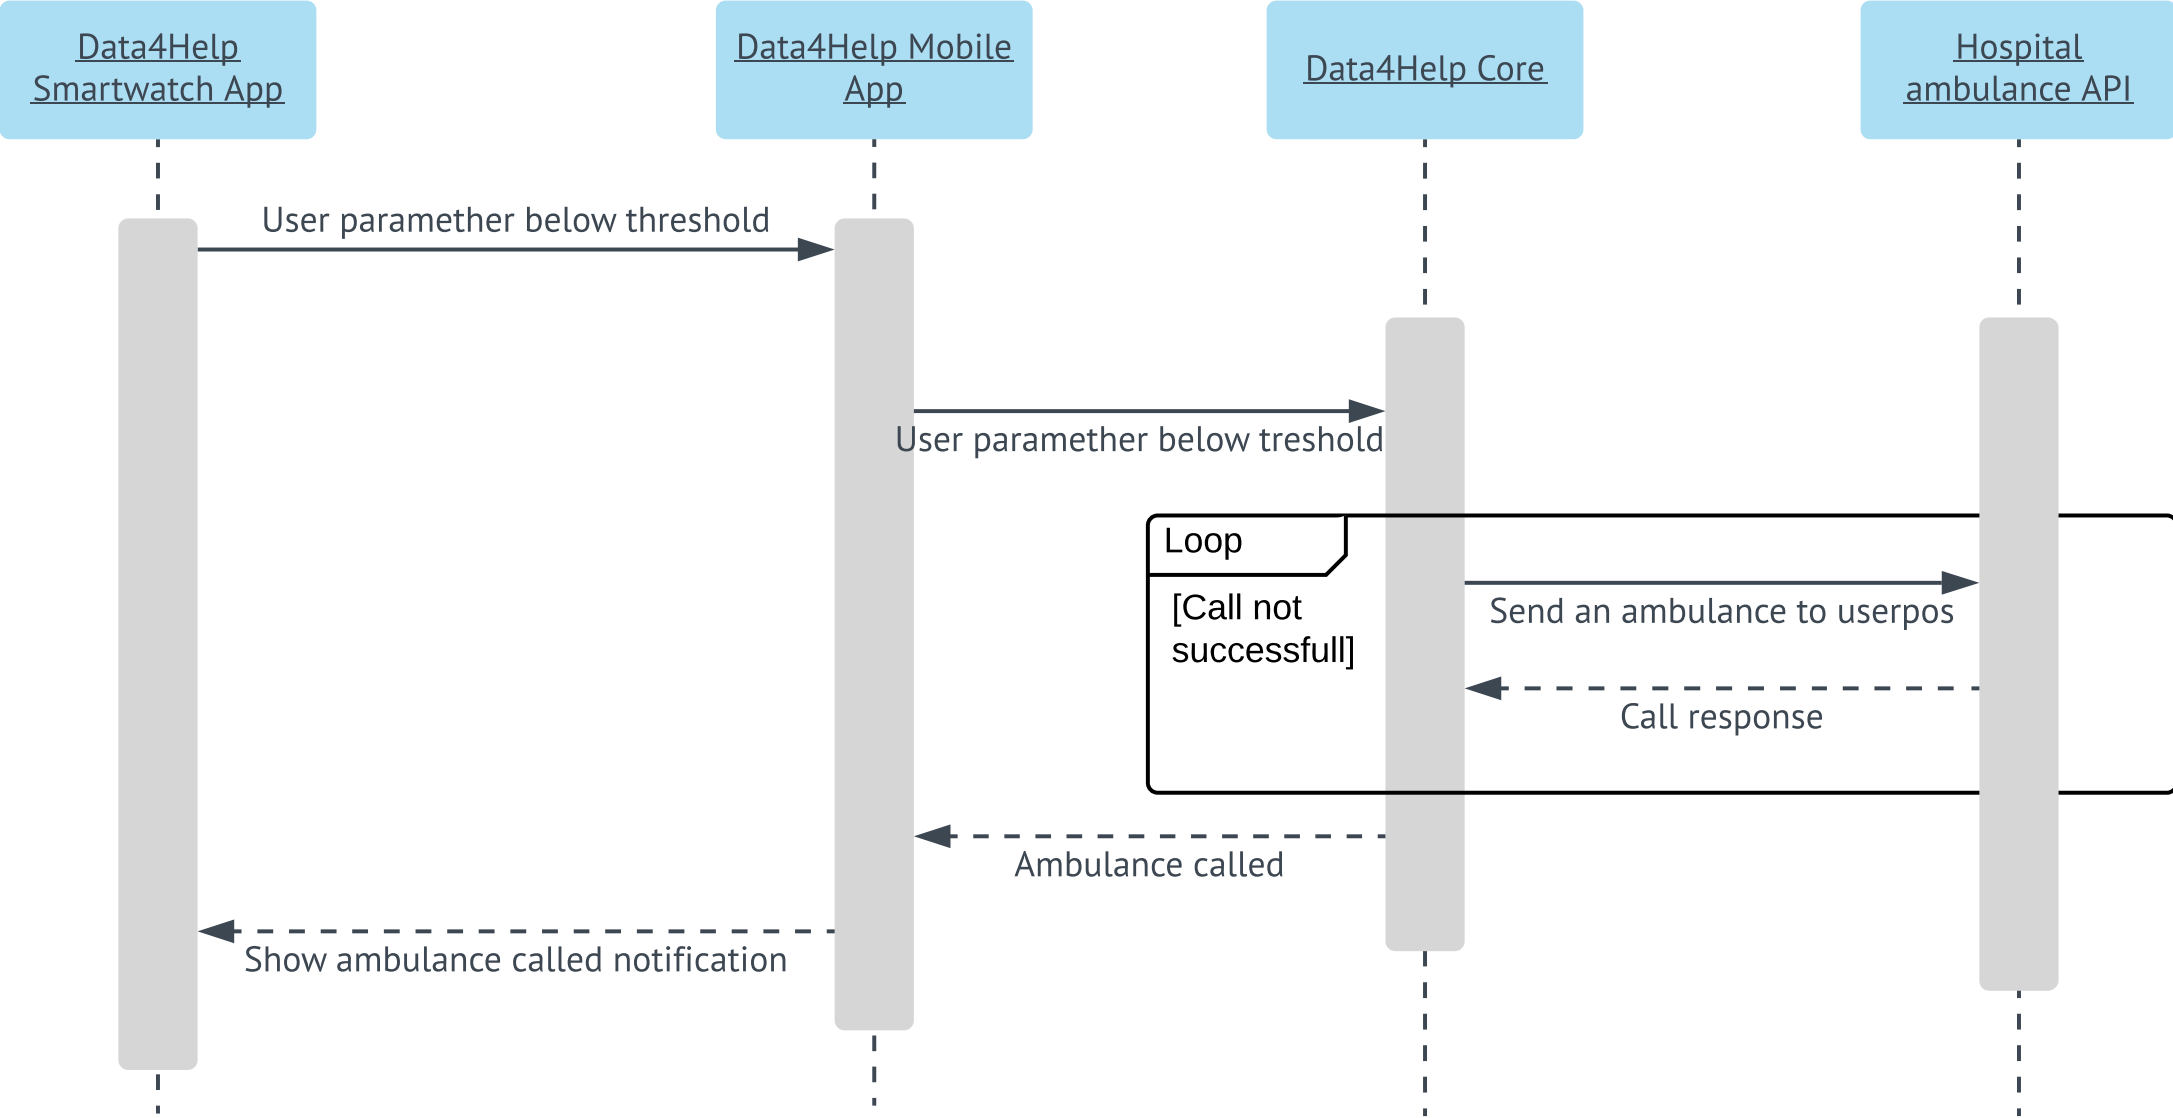 Data4Help
Smartwatch App
Data4Help Mobile
App
Data4Help Core
Hospital
ambulance API
User paramether below threshold
User paramether below treshold
Loop
[Call not
successfull]
Send an ambulance to userpos
Call response
Ambulance called
Show ambulance called notification